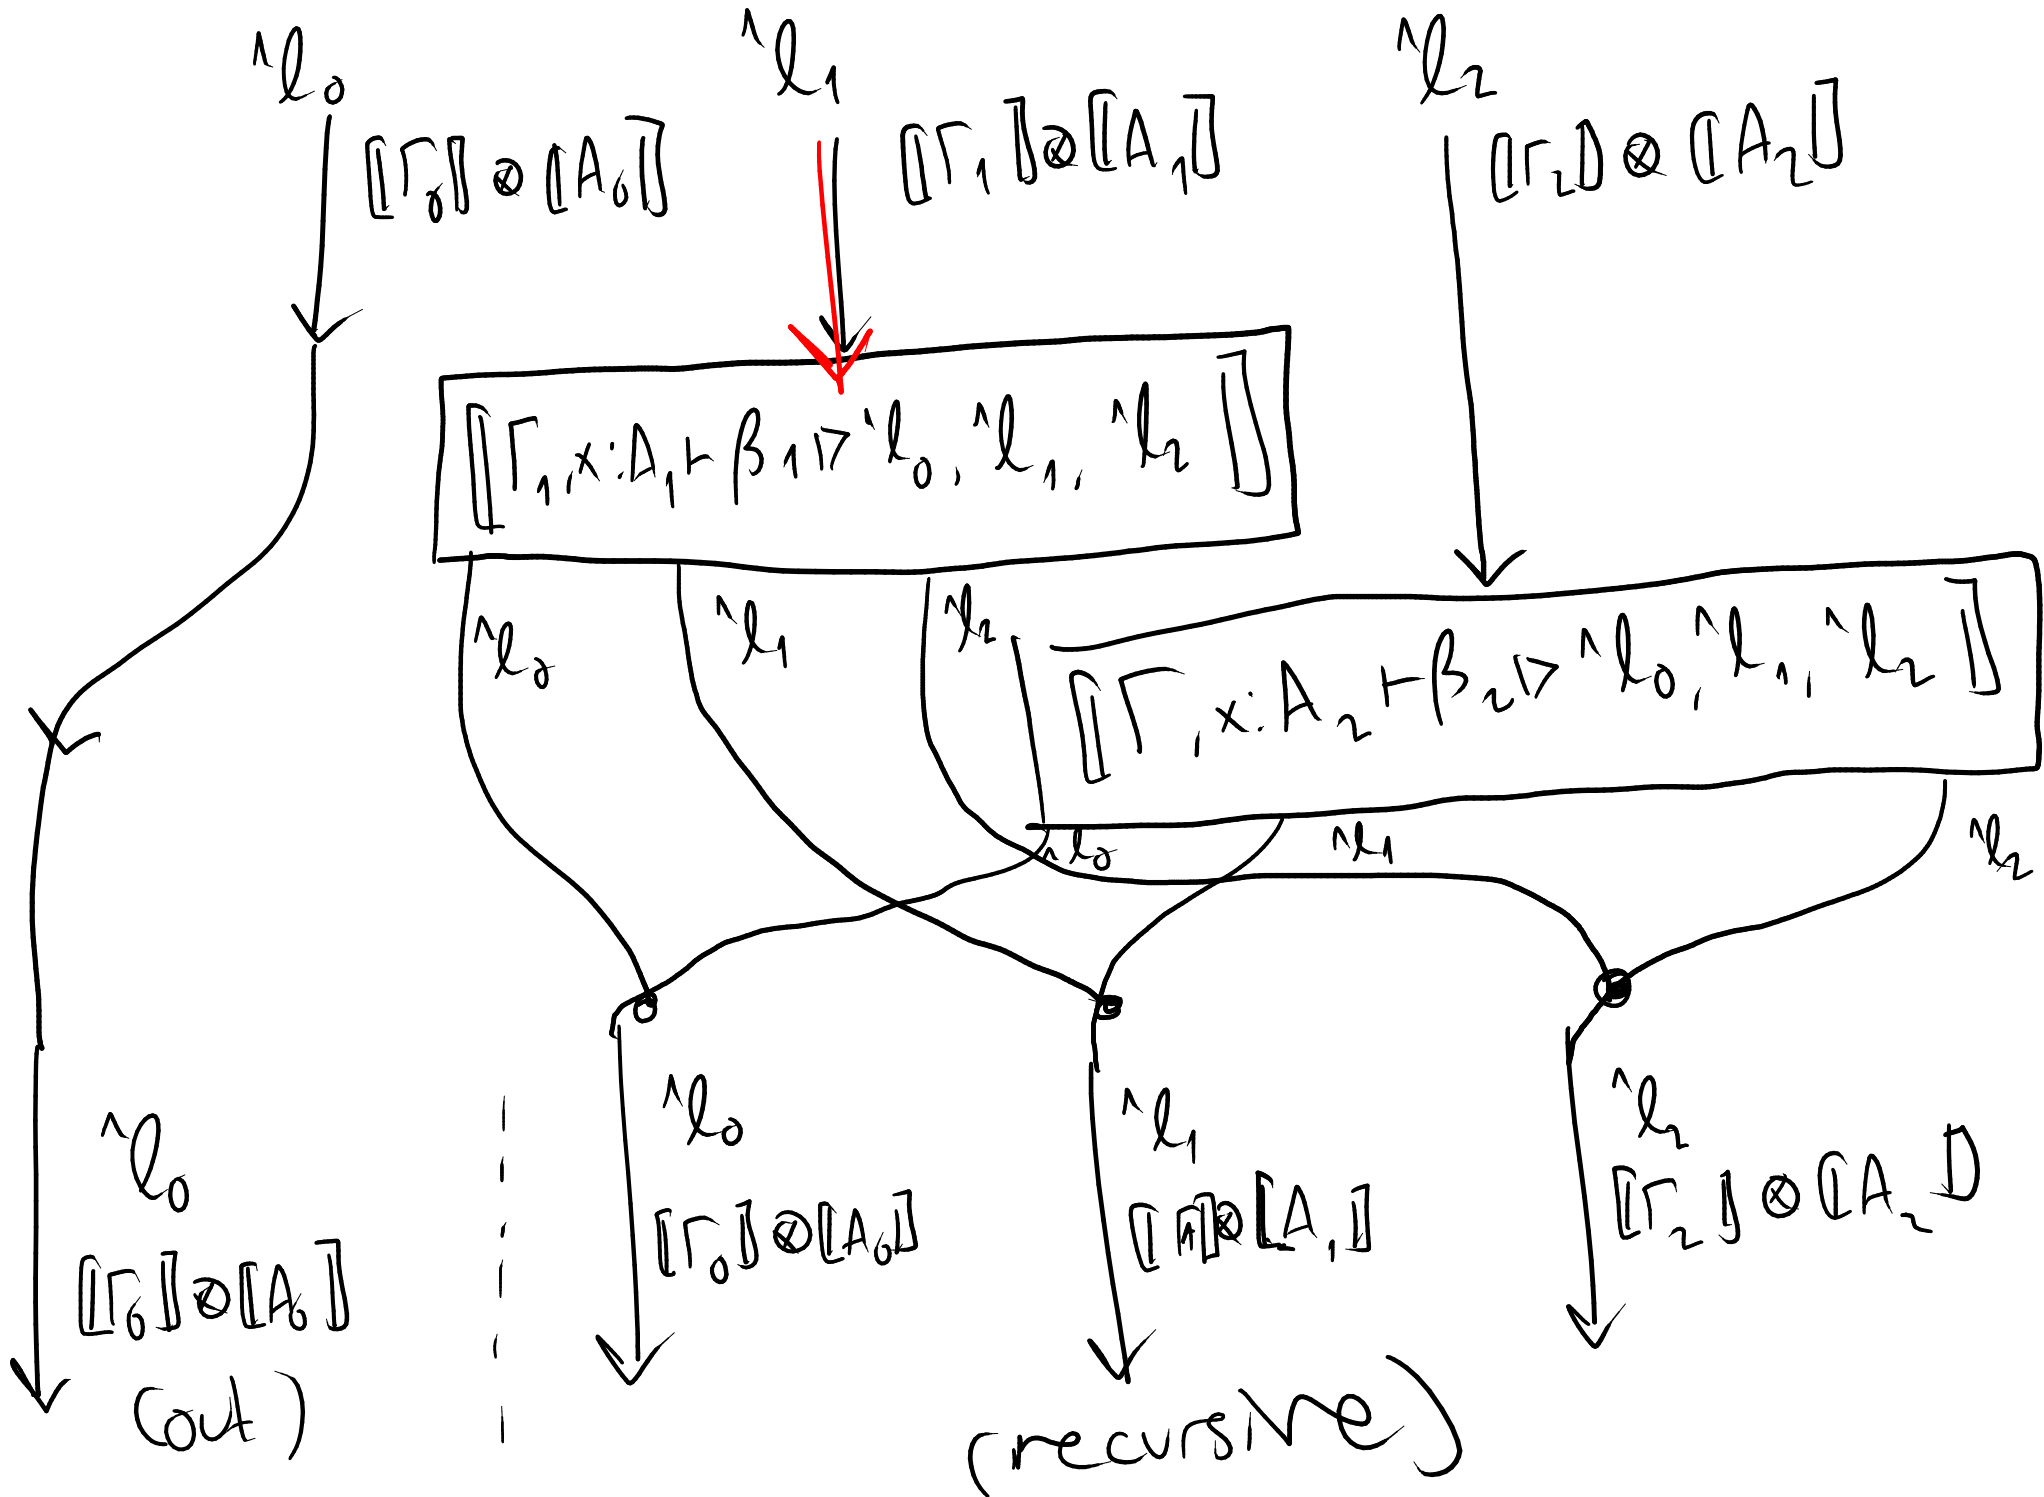 ^l₀
^l₁
^l₂
⟦Γ₀⟧⊗⟦A₀⟧
⟦Γ₁⟧⊗⟦A₁⟧
⟦Γ₂⟧⊗⟦A₂⟧
⟦Γ₁,x:A₁⊢β₁▷^l₀,^l₁,^l₂⟧
^l₀
^l₁
^l₂
⟦Γ,x:A₂⊢β₂▷^l₀,^l₁,^l₂⟧
^l₀
^l₁
^l₂
^l₀
⟦Γ₀⟧⊗⟦A₀⟧
(out)
^l₀
⟦Γ₀⟧⊗⟦A₀⟧
^l₁
⟦Γ₁⟧⊗⟦A₁⟧
^l₂
⟦Γ₂⟧⊗⟦A₂⟧
(recursive)